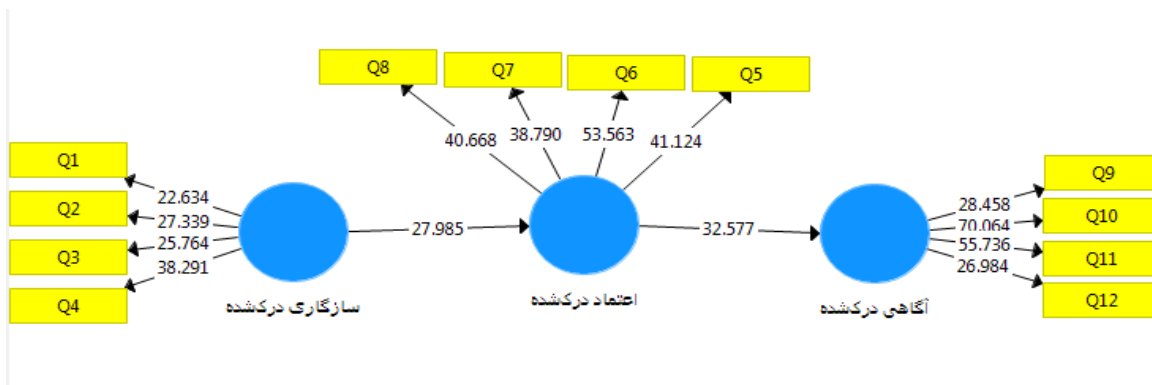 Q8
Q7
Q6
Q5
40.668
38.790
53.563
41.124
Q1
Q2
Q3
Q4
22.634
27.339
25.764
38.291
27.985
32.577
Q9
Q10
Q11
Q12
28.458
70.064
55.736
26.984
سازگاری درکشده
اعتماد درکشده
آگاهی درکشده